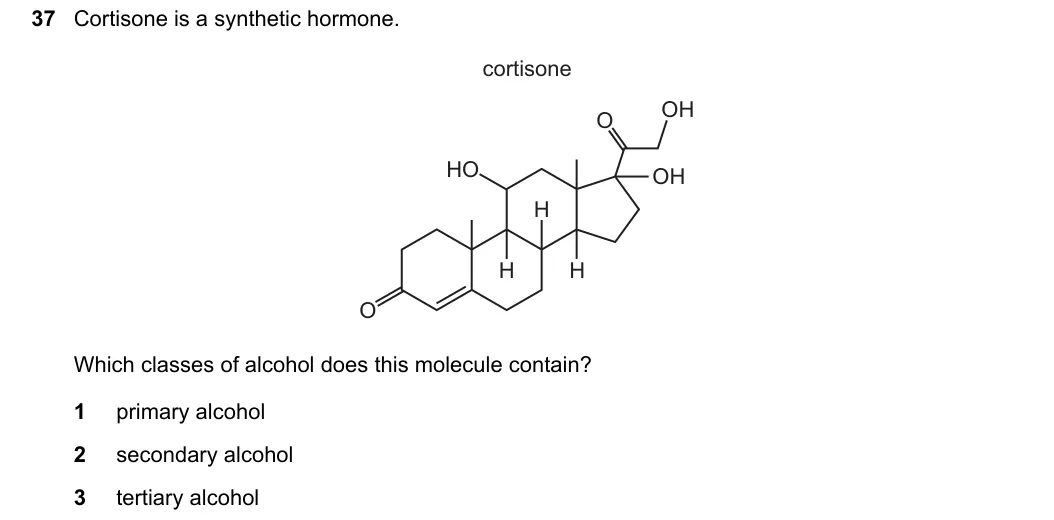 37 Cortisone is a synthetic hormone.
cortisone
O OH
HO OH
H
H H
O
Which classes of alcohol does this molecule contain?
1 primary alcohol
2 secondary alcohol
3 tertiary alcohol